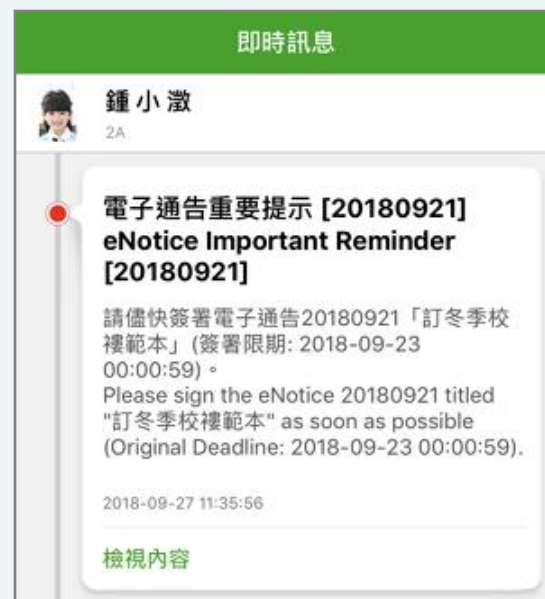 即時訊息
鍾小澂
2A
電子通告重要提示 [20180921]
eNotice Important Reminder
[20180921]
請儘快簽署電子通告20180921「訂冬季校
褸範本」(簽署限期: 2018-09-23
00:00:59)。
Please sign the eNotice 20180921 titled
"訂冬季校褸範本" as soon as possible
(Original Deadline: 2018-09-23 00:00:59).
2018-09-27 11:35:56
檢視內容